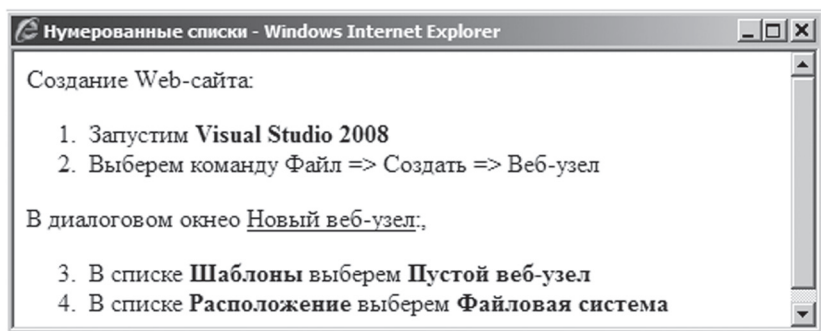 Нумерованные списки - Windows Internet Explorer
Создание Web-сайта:
1. Запустим Visual Studio 2008
2. Выберем команду Файл => Создать => Веб-узел
В диалоговом окнео Новый веб-узел:,
3. В списке Шаблоны выберем Пустой веб-узел
4. В списке Расположение выберем Файловая система